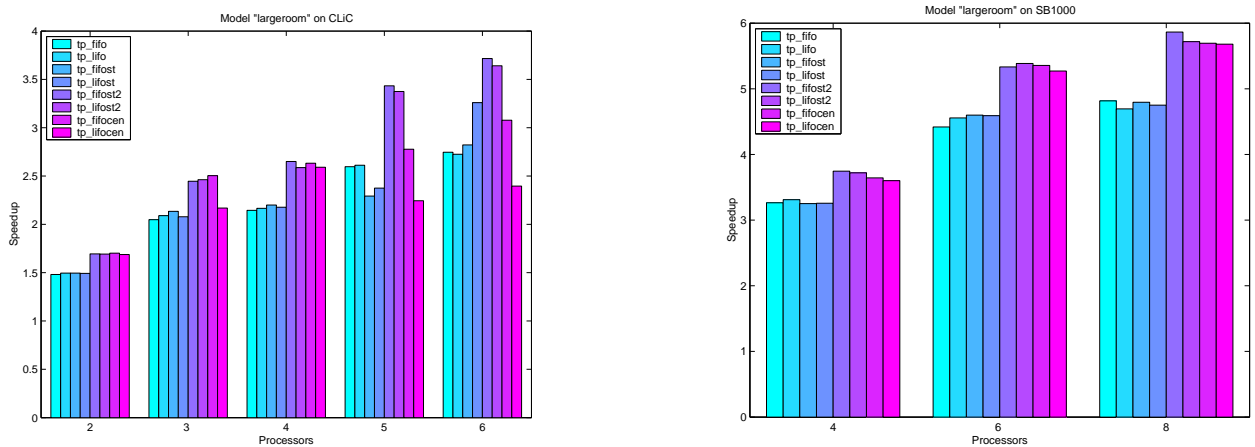 Model "largeroom" on CLiC
4
3.5
3
2.5
2
1.5
1
0.5
0
Speedup
tp_fifo
tp_lifo
tp_fifost
tp_lifost
tp_fifost2
tp_lifost2
tp_fifocen
tp_lifocen
2 3 4 5 6
Processors
Model "largeroom" on SB1000
6
5
4
3
2
1
0
Speedup
tp_fifo
tp_lifo
tp_fifost
tp_lifost
tp_fifost2
tp_lifost2
tp_fifocen
tp_lifocen
4 6 8
Processors